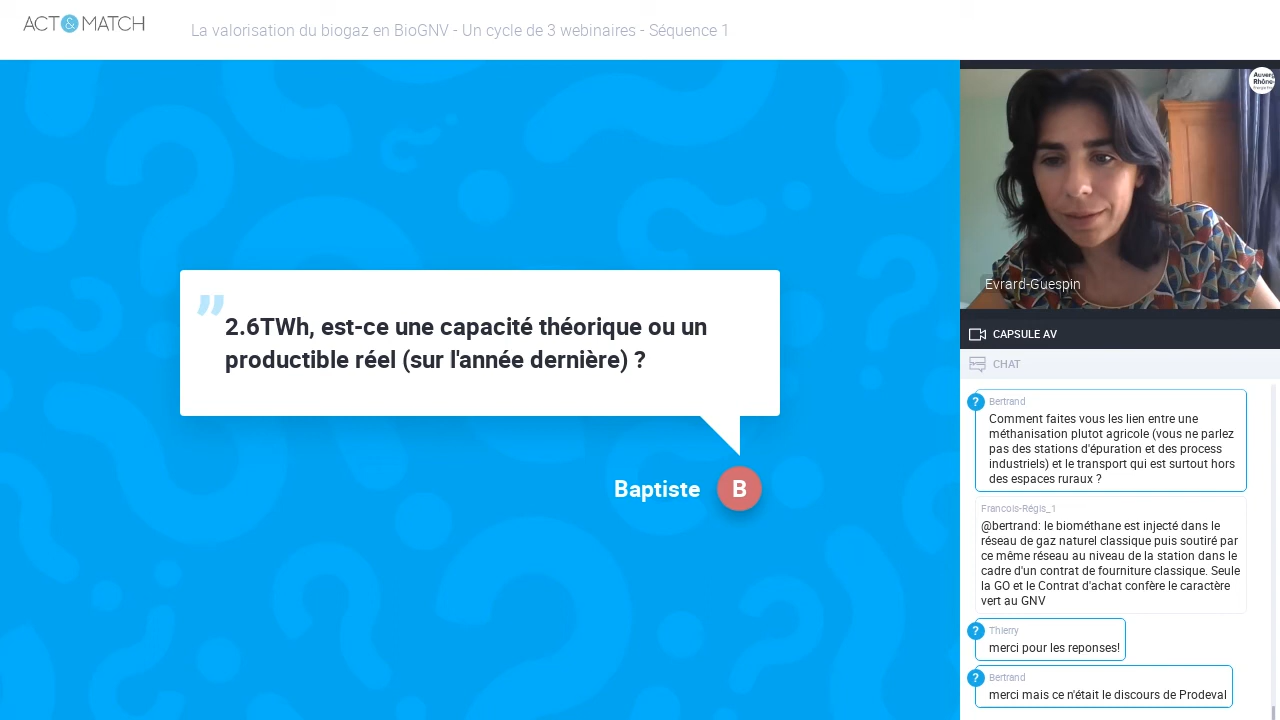 ACT & MATCH
La valorisation du biogaz en BioGNV - Un cycle de 3 webinaires - Séquence 1
2.6TWh, est-ce une capacité théorique ou un
productible réel (sur l'année dernière) ?
Baptiste
B
Evrard-Guespin
CAPSULE AV
CHAT
Bertrand
Comment faites vous les lien entre une
méthanisation plutot agricole (vous ne parlez
pas des stations d'épuration et des process
industriels) et le transport qui est surtout hors
des espaces ruraux ?
Francois-Régis_1
@bertrand: le biométhane est injecté dans le
réseau de gaz naturel classique puis soutiré par
ce même réseau au niveau de la station dans le
cadre d'un contrat de fourniture classique. Seule
la GO et le Contrat d'achat confère le caractère
vert au GNV
Thierry
merci pour les reponses!
Bertrand
merci mais ce n'était le discours de Prodeval